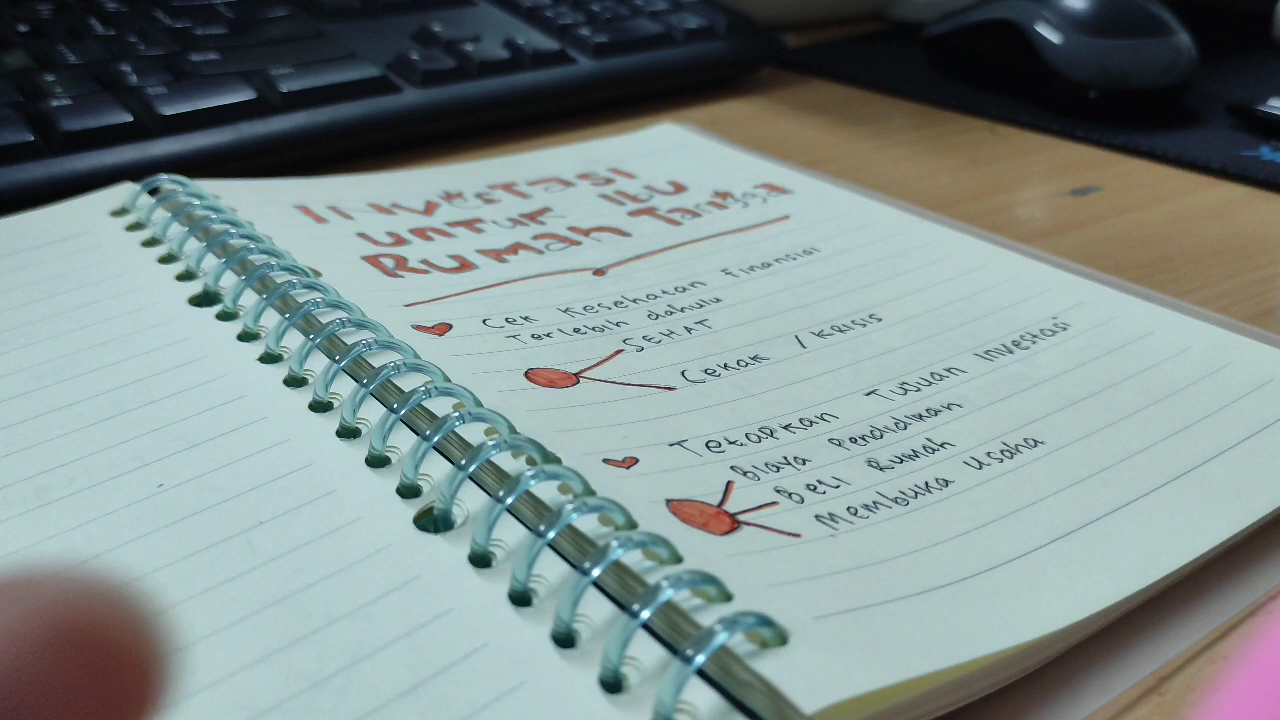 Investasi
untuk Ibu
Rumah Tangga
Cek Kesehatan Finansial
Terlebih dahulu
SEHAT
Cekak / KRISIS
Tetapkan Tujuan Investasi
Biaya Pendidikan
Beli Rumah
Membuka Usaha